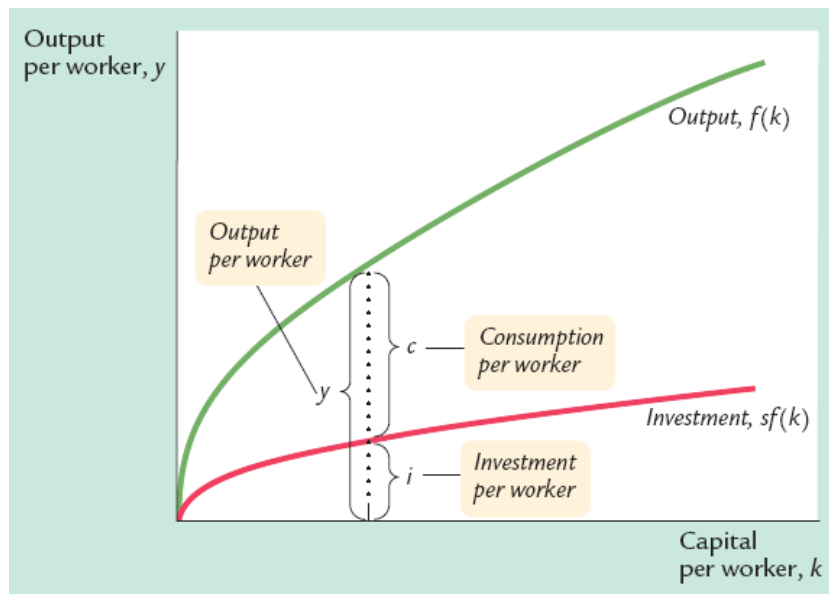 Output
per worker, y
Output, f(k)
Output
per worker
c
Consumption
per worker
y
Investment, sf(k)
i
Investment
per worker
Capital
per worker, k